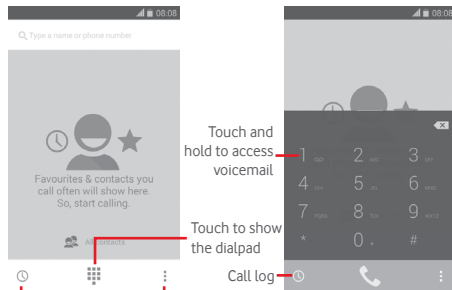 08:08
Type a name or phone number
Favourites & contacts you
call often will show here.
So, start calling.
All contacts
Touch and
hold to access
voicemail
Touch to show
the dialpad
Call log
08:08
1 2 3
4 5 6
7 8 9
* 0 #